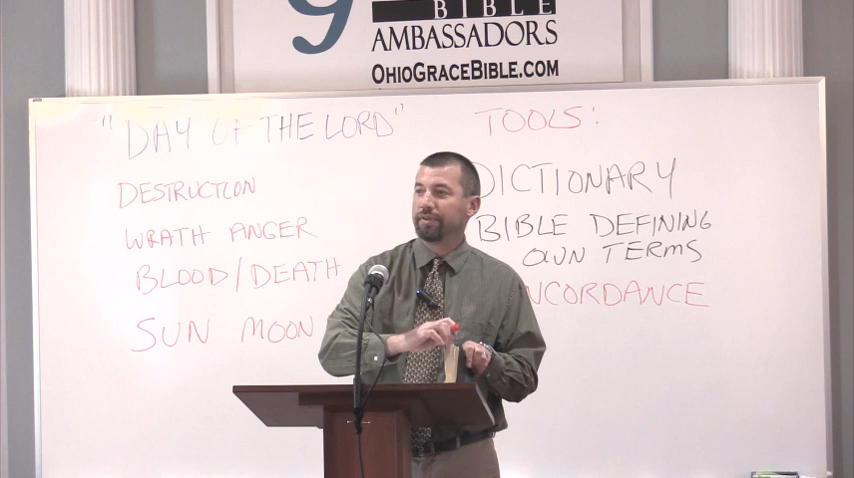 g
BIBLE
AMBASSADORS
OHIOGRACEBIBLE.COM
"DAY OF THE LORD"
DESTRUCTION
WRATH ANGER
BLOOD/DEATH
SUN MOON
TOOLS:
DICTIONARY
BIBLE DEFINING
OWN TERMS
NCORDANCE